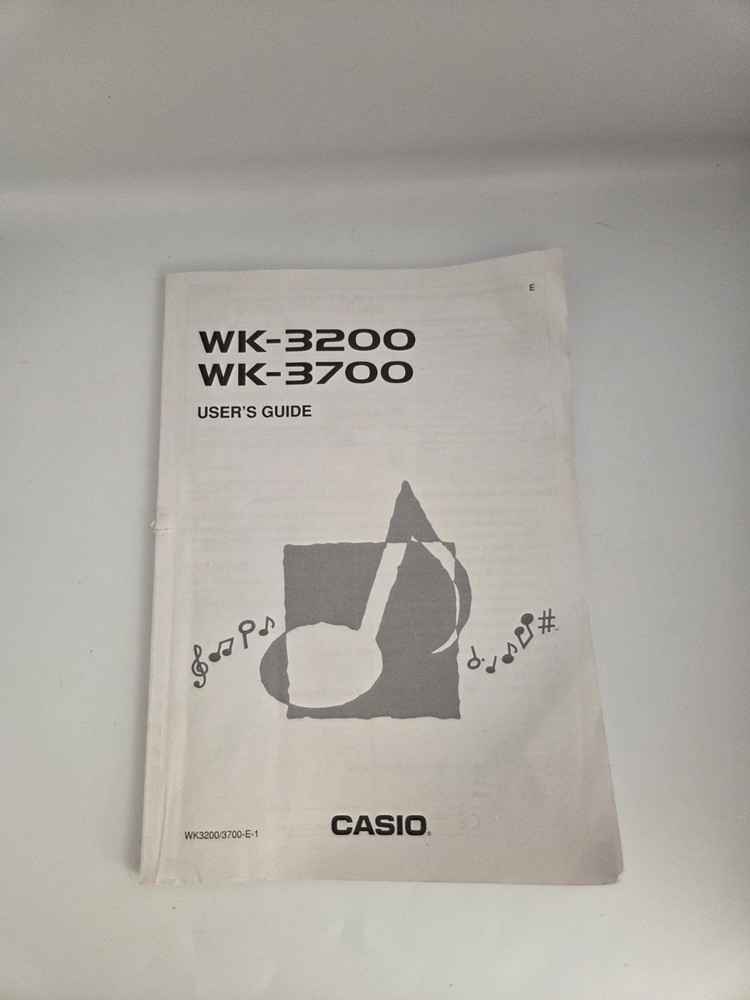 E
WK-3200
WK-3700
USER'S GUIDE
WK3200/3700-E-1
CASIO®